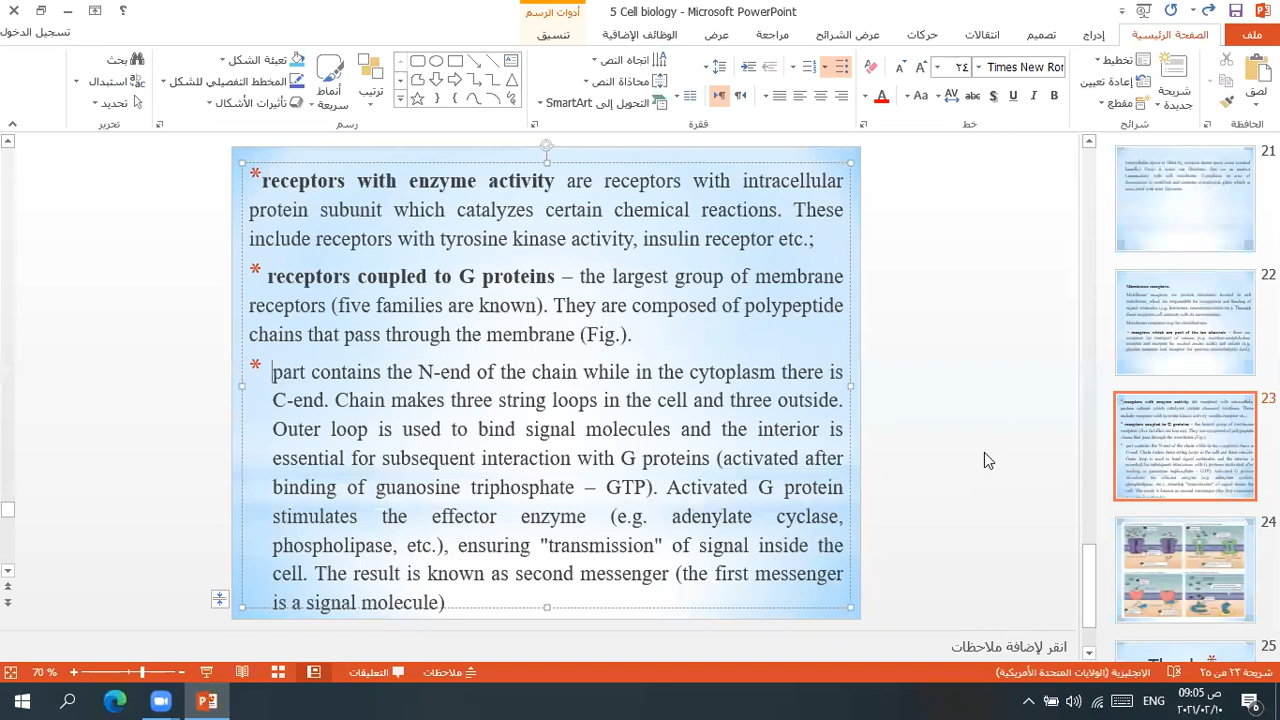 5 Cell biology - Microsoft PowerPoint
أدوات الرسم
تسجيل الدخول
ملف
الصفحة الرئيسية
إدراج
تصميم
انتقالات
حركات
عرض الشرائح
مراجعة
عرض
الوظائف الإضافية
تنسيق
لصق
الحافظة
شريحة جديدة
تخطيط
إعادة تعيين
مقطع
شرائح
Times New Ror
٢٤
B I U S abc AV Aa A
خط
اتجاه النص
محاذاة النص
التحويل إلى SmartArt
فقرة
ترتيب
أنماط سريعة
تعبئة الشكل
المخطط التفصيلي للشكل
تأثيرات الأشكال
رسم
بحث
استبدال
تحديد
تحرير
*receptors with enzyme activity are receptors with intracellular
protein subunit which catalyzes certain chemical reactions. These
include receptors with tyrosine kinase activity, insulin receptor etc.;
* receptors coupled to G proteins – the largest group of membrane
receptors (five families are known). They are composed of polypeptide
chains that pass through the membrane (Fig.).
* part contains the N-end of the chain while in the cytoplasm there is
C-end. Chain makes three string loops in the cell and three outside.
Outer loop is used to bind signal molecules and the interior is
essential for subsequent interaction with G proteins (activated after
binding of guanosine triphosphate – GTP). Activated G protein
stimulates the effector enzyme (e.g. adenylate cyclase,
phospholipase, etc.), ensuring "transmission" of signal inside the
cell. The result is known as second messenger (the first messenger
is a signal molecule)
21
22
Membrane receptors:
23
24
25
انقر لإضافة ملاحظات
شريحة ٢٣ من ٢٥
الإنجليزية (الولايات المتحدة الأمريكية)
ملاحظات
التعليقات
70 %
ENG
09:05 ص
٢٠٢١/٠٢/١٠